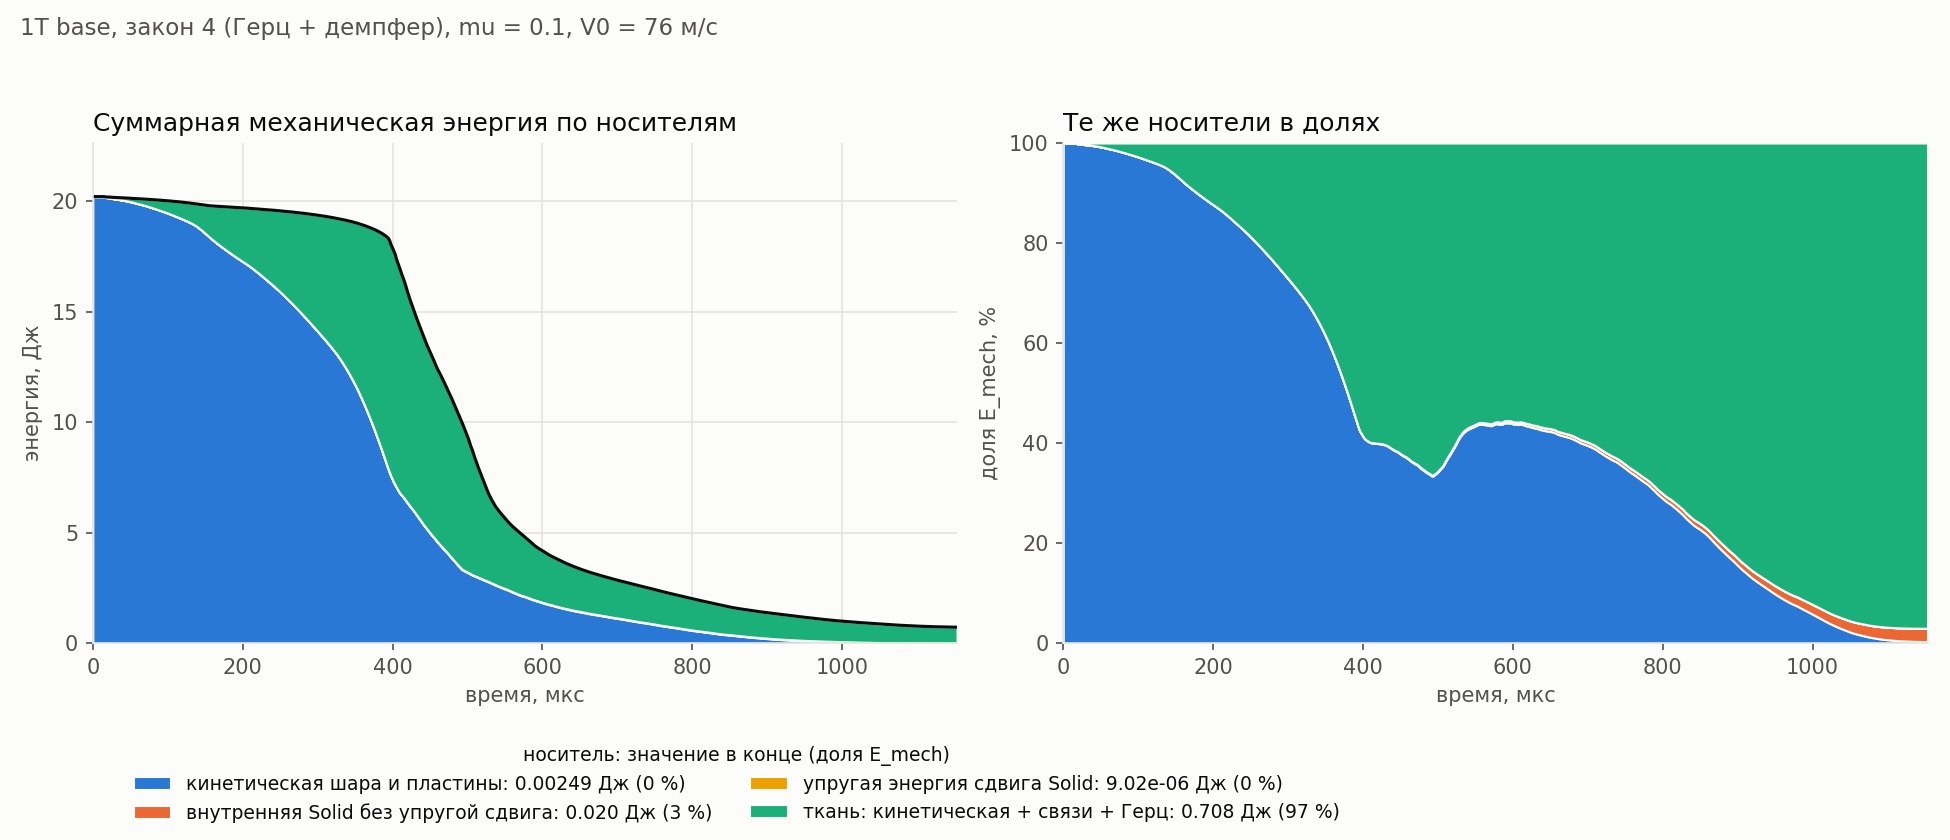 1T base, закон 4 (Герц + демпфер), mu = 0.1, V0 = 76 м/с
Суммарная механическая энергия по носителям
энергия, Дж
20
15
10
5
0
0 200 400 600 800 1000
время, мкс
Те же носители в долях
доля E_mech, %
100
80
60
40
20
0
0 200 400 600 800 1000
время, мкс
носитель: значение в конце (доля E_mech)
кинетическая шара и пластины: 0.00249 Дж (0 %)
внутренняя Solid без упругой сдвига: 0.020 Дж (3 %)
упругая энергия сдвига Solid: 9.02e-06 Дж (0 %)
ткань: кинетическая + связи + Герц: 0.708 Дж (97 %)